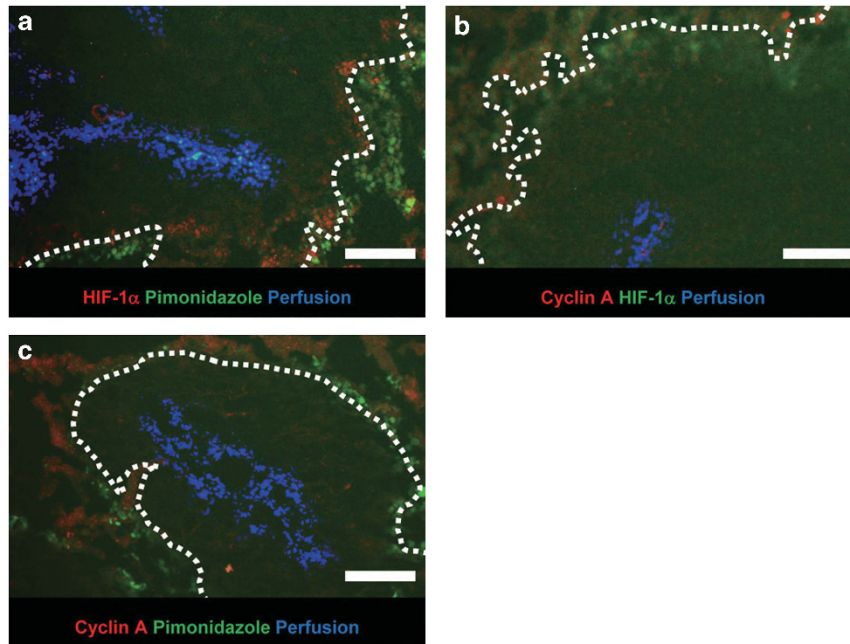 a
b
HIF-1α Pimonidazole Perfusion
Cyclin A HIF-1α Perfusion
c
Cyclin A Pimonidazole Perfusion